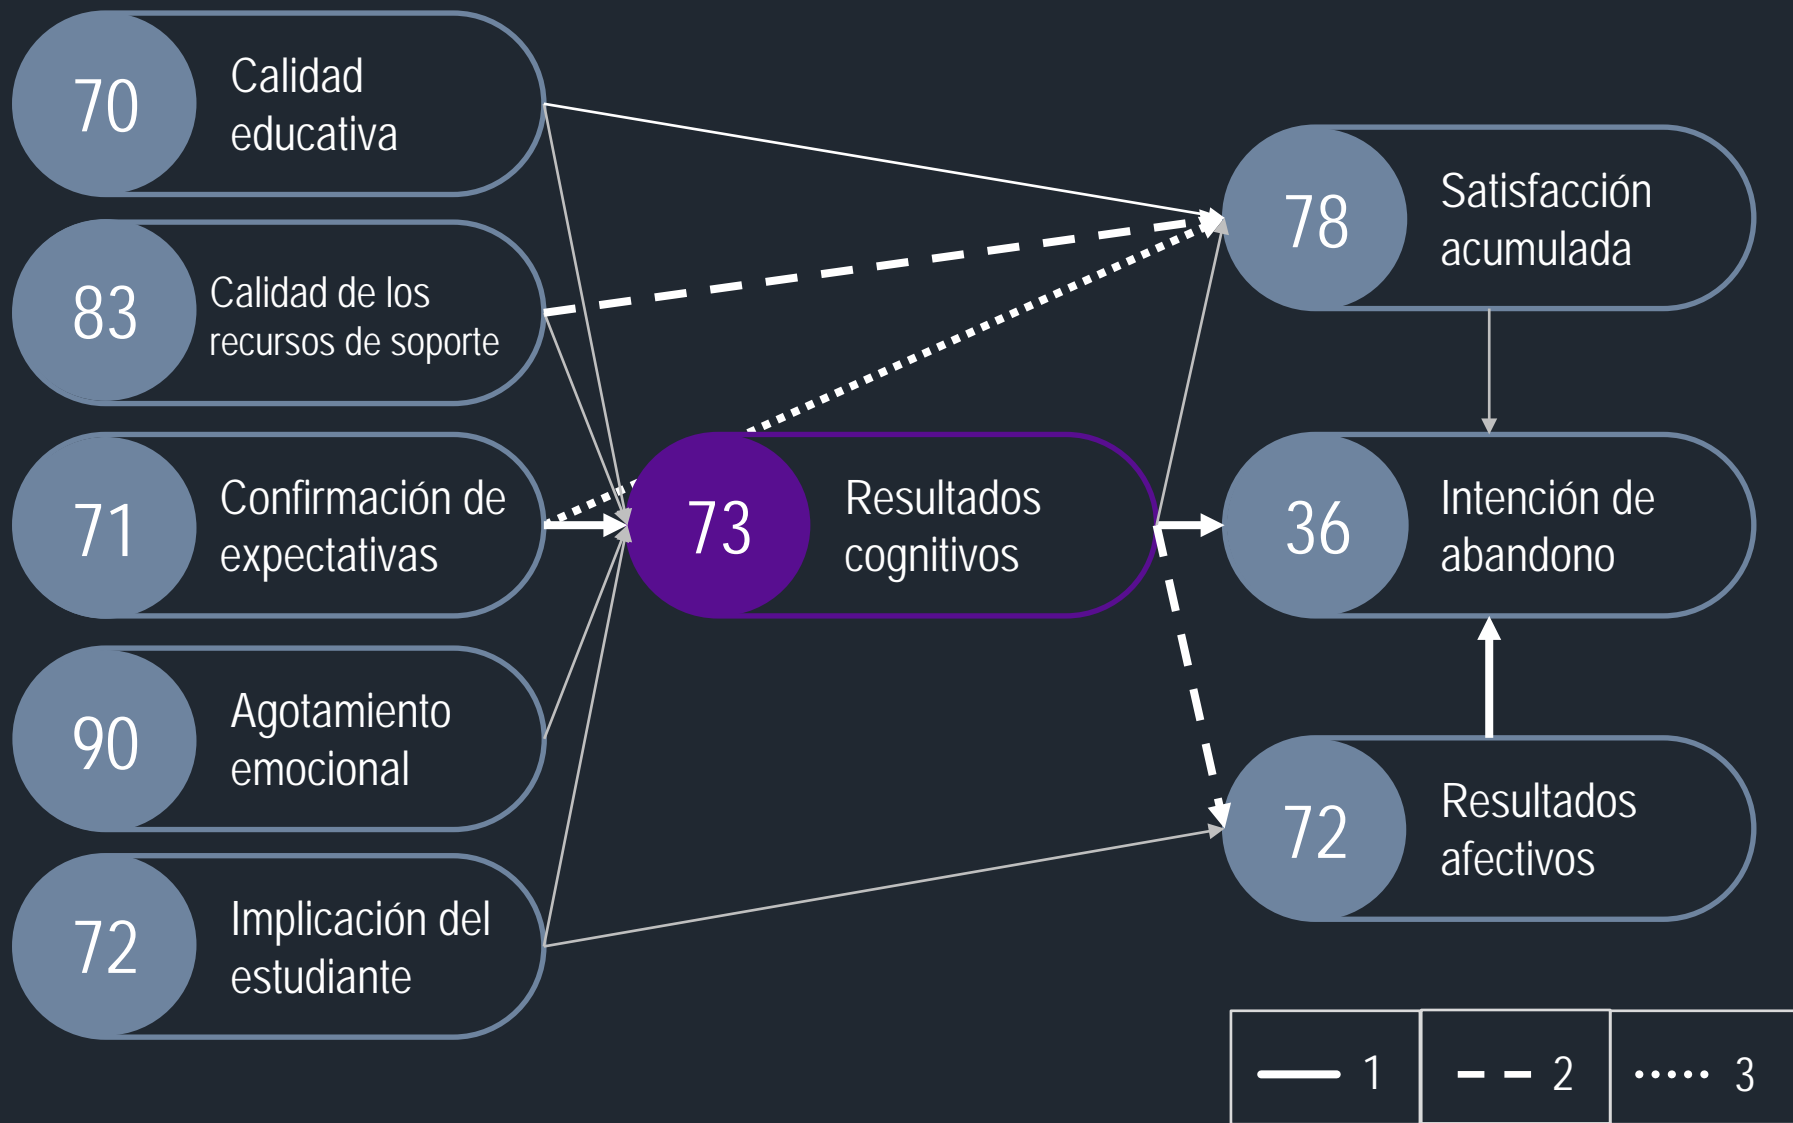 70
Calidad
educativa
83
Calidad de los
recursos de soporte
71
Confirmación de
expectativas
90
Agotamiento
emocional
72
Implicación del
estudiante
73
Resultados
cognitivos
78
Satisfacción
acumulada
36
Intención de
abandono
72
Resultados
afectivos
1
2
3